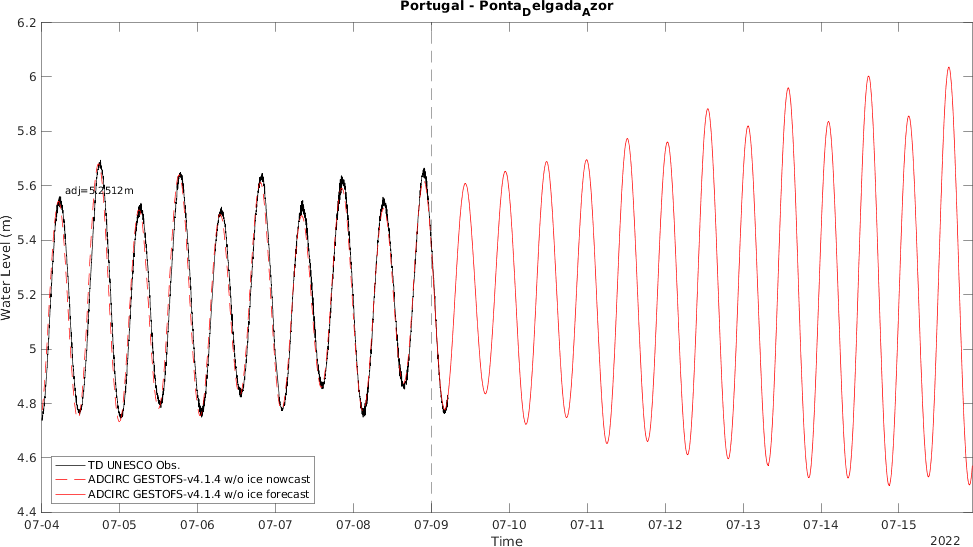 Portugal - PontaDelgadaAzor
6.2
6
5.8
5.6
5.4
5.2
5
4.8
4.6
4.4
Water Level (m)
adj=5.2512m
TD UNESCO Obs.
ADCIRC GESTOFS-v4.1.4 w/o ice nowcast
ADCIRC GESTOFS-v4.1.4 w/o ice forecast
07-04 07-05 07-06 07-07 07-08 07-09 07-10 07-11 07-12 07-13 07-14 07-15
Time
2022